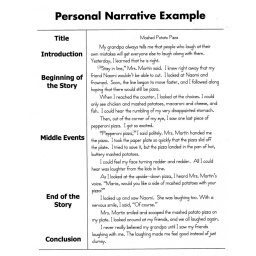 Personal Narrative Example
Title
Mashed Potato Pizza
Introduction
My grandpa always tells me that people who laugh at their
own mistakes will get everyone else to laugh along with them.
Yesterday, I learned that he is right.
Beginning of
the Story
"Stay in line," Mrs. Martin said. I knew right away that my
friend Naomi wouldn't be able to cut. I looked at Naomi and
frowned. Soon, the line began to move faster, and I followed along
hoping that there would still be pizza.
When I reached the counter, I looked at the choices. I could
only see chicken and mashed potatoes, macaroni and cheese, and
fish. I could hear the rumbling of my very disappointed stomach.
Then, out of the corner of my eye, I saw one last piece of
pepperoni pizza. I got so excited.
Middle Events
"Pepperoni pizza," I said politely. Mrs. Martin handed me
the pizza. I took the paper plate so quickly that the pizza slid off
the plate. I tried to save it, but the pizza landed in the pan of hot,
buttery mashed potatoes.
I could feel my face turning redder and redder. All I could
hear was laughter from the kids in line.
As I looked at the upside-down pizza, I heard Mrs. Martin's
voice. "Maria, would you like a side of mashed potatoes with your
pizza?"
End of the
Story
I looked up and saw Naomi. She was laughing too. With a
nervous smile, I said, "Of course."
Mrs. Martin smiled and scooped the mashed potato pizza on
my plate. I looked around at my friends, and we all laughed again.
Conclusion
I never really believed my grandpa until I saw my friends
laughing with me. The laughing made me feel good instead of just
clumsy.